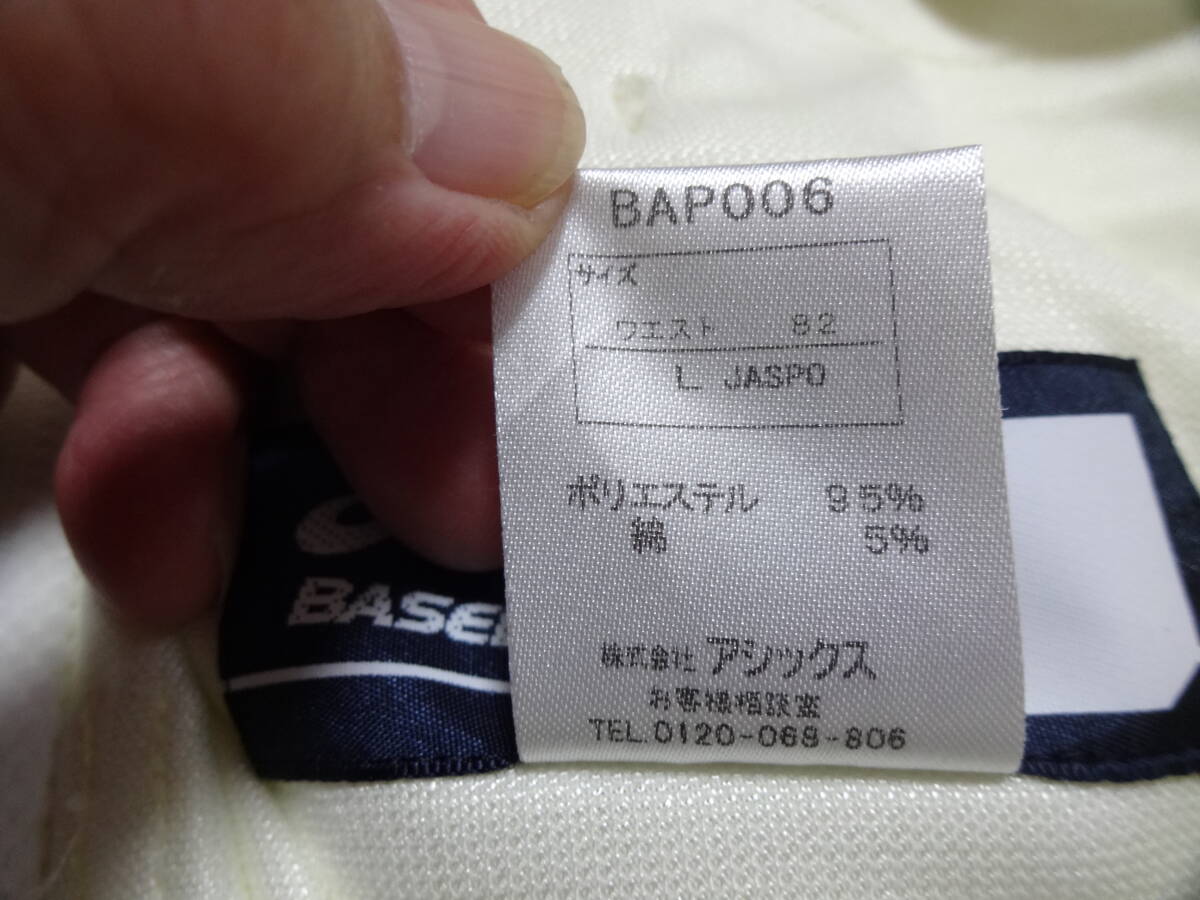 BAP006
サイズ
ウエスト 82
L JASPO
ポリエステル 95%
綿 5%
株式会社 アシックス
お客様相談室
TEL.0120-068-806
BASE